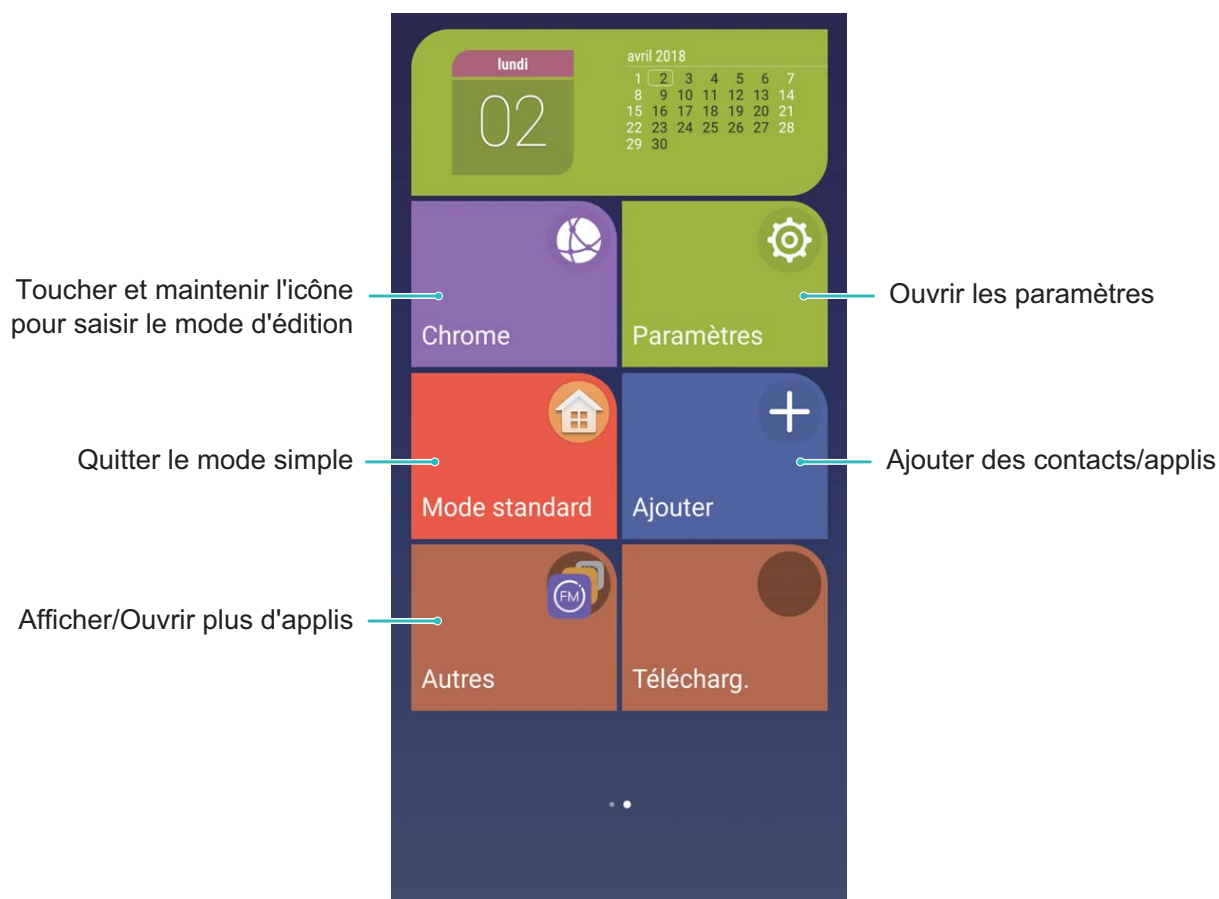 lundi
02
avril 2018
1 2 3 4 5 6 7
8 9 10 11 12 13 14
15 16 17 18 19 20 21
22 23 24 25 26 27 28
29 30
Toucher et maintenir l'icône
pour saisir le mode d'édition
Chrome
Paramètres
Ouvrir les paramètres
Quitter le mode simple
Mode standard
Ajouter
Ajouter des contacts/applis
Afficher/Ouvrir plus d'applis
FM
Autres
Télécharg.